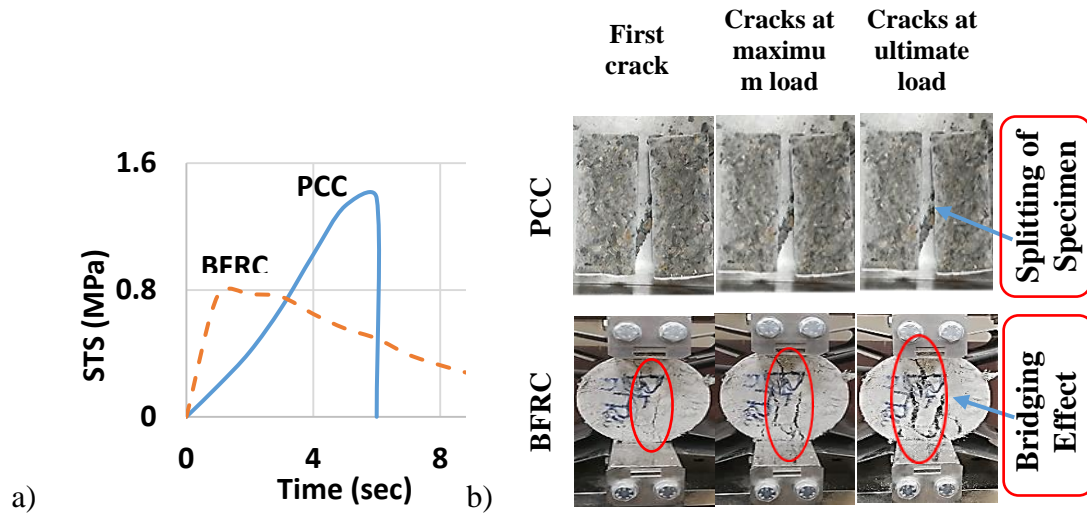 First
crack
Cracks at
maximu
m load
Cracks at
ultimate
load
1.6
0.8
0
STS (MPa)
PCC
BFRC
0
4
8
Time (sec)
a)
b)
PCC
Splitting of
Specimen
BFRC
Bridging
Effect